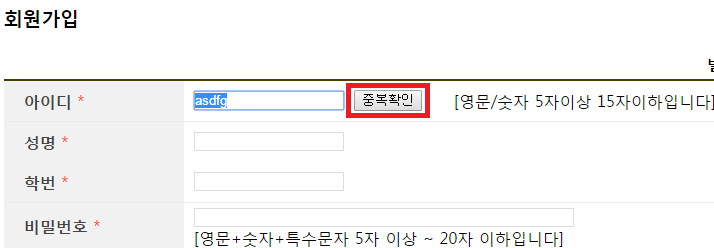 회원가입
아이디 * asdfg 중복확인 [영문/숫자 5자이상 15자이하입니다]
성명 *
학번 *
비밀번호 *
[영문+숫자+특수문자 5자 이상 ~ 20자 이하입니다]